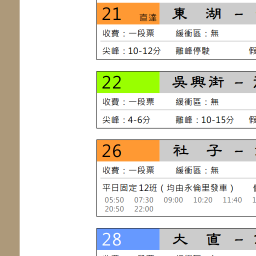 21 直達 東 湖 -
收費：一段票 緩衝區：無
尖峰：10-12分 離峰停駛
22 吳興街 -
收費：一段票 緩衝區：無
尖峰：4-6分 離峰：10-15分
26 社 子 -
收費：一段票 緩衝區：無
平日固定12班（均由永倫里發車）
05:50 07:30 09:00 10:20 11:40
20:50 22:00
28 大 直 -